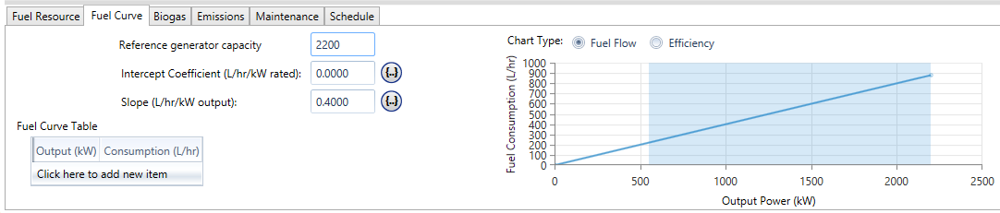 Fuel Resource Fuel Curve Biogas Emissions Maintenance Schedule
Reference generator capacity 2200
Intercept Coefficient (L/hr/kW rated): 0.0000 {..}
Slope (L/hr/kW output): 0.4000 {..}
Fuel Curve Table
Output (kW) Consumption (L/hr)
Click here to add new item
Chart Type: Fuel Flow Efficiency
Fuel Consumption (L/hr)
1000
900
800
700
600
500
400
300
200
100
0
0 500 1000 1500 2000 2500
Output Power (kW)